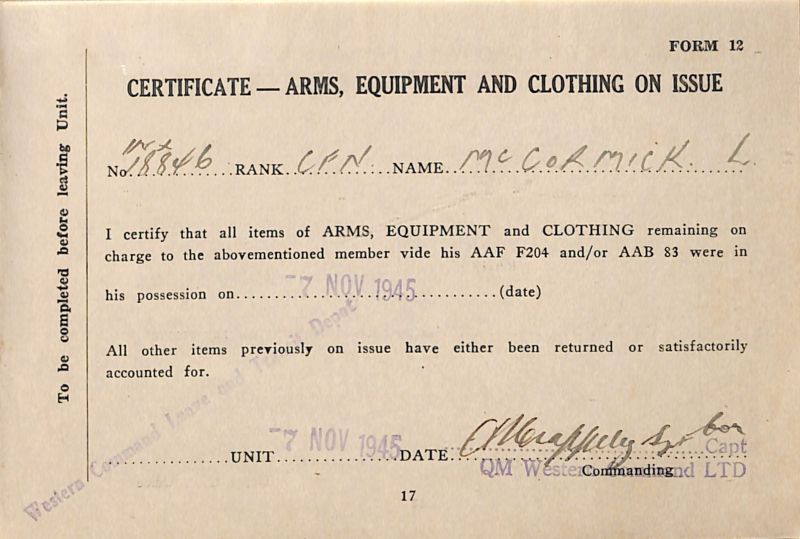 FORM 12
CERTIFICATE — ARMS, EQUIPMENT AND CLOTHING ON ISSUE
To be completed before leaving Unit.
No. 18846 RANK CFN NAME McCORMICK. L.
I certify that all items of ARMS, EQUIPMENT and CLOTHING remaining on
charge to the abovementioned member vide his AAF F204 and/or AAB 83 were in
his possession on -7 NOV 1945 (date)
All other items previously on issue have either been returned or satisfactorily
accounted for.
Western Command Leave and Transit Depot
UNIT -7 NOV 1945 DATE
Capt
QM Western Command LTD
Commanding
17